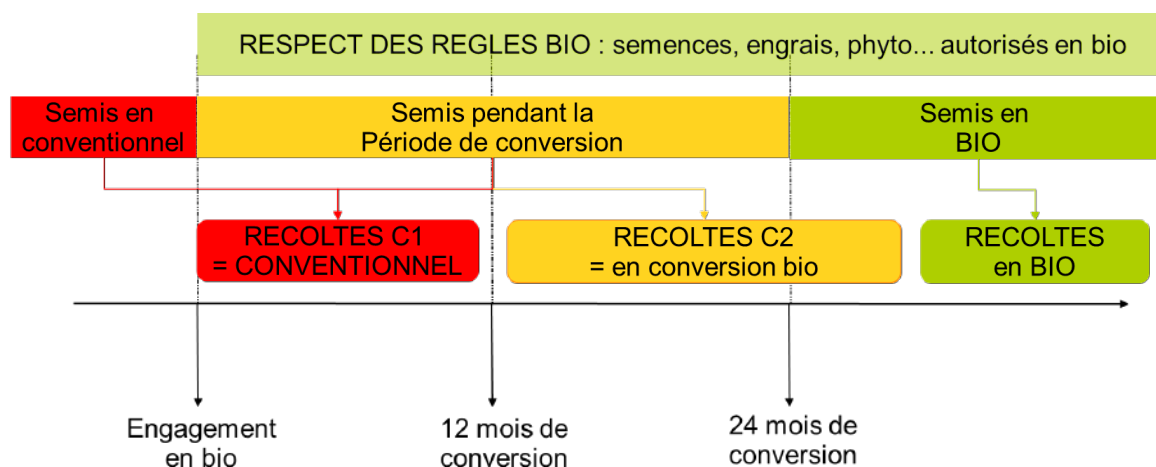 RESPECT DES REGLES BIO : semences, engrais, phyto... autorisés en bio
Semis en
conventionnel
Semis pendant la
Période de conversion
Semis en
BIO
RECOLTES C1
= CONVENTIONNEL
RECOLTES C2
= en conversion bio
RECOLTES
en BIO
Engagement
en bio
12 mois de
conversion
24 mois de
conversion